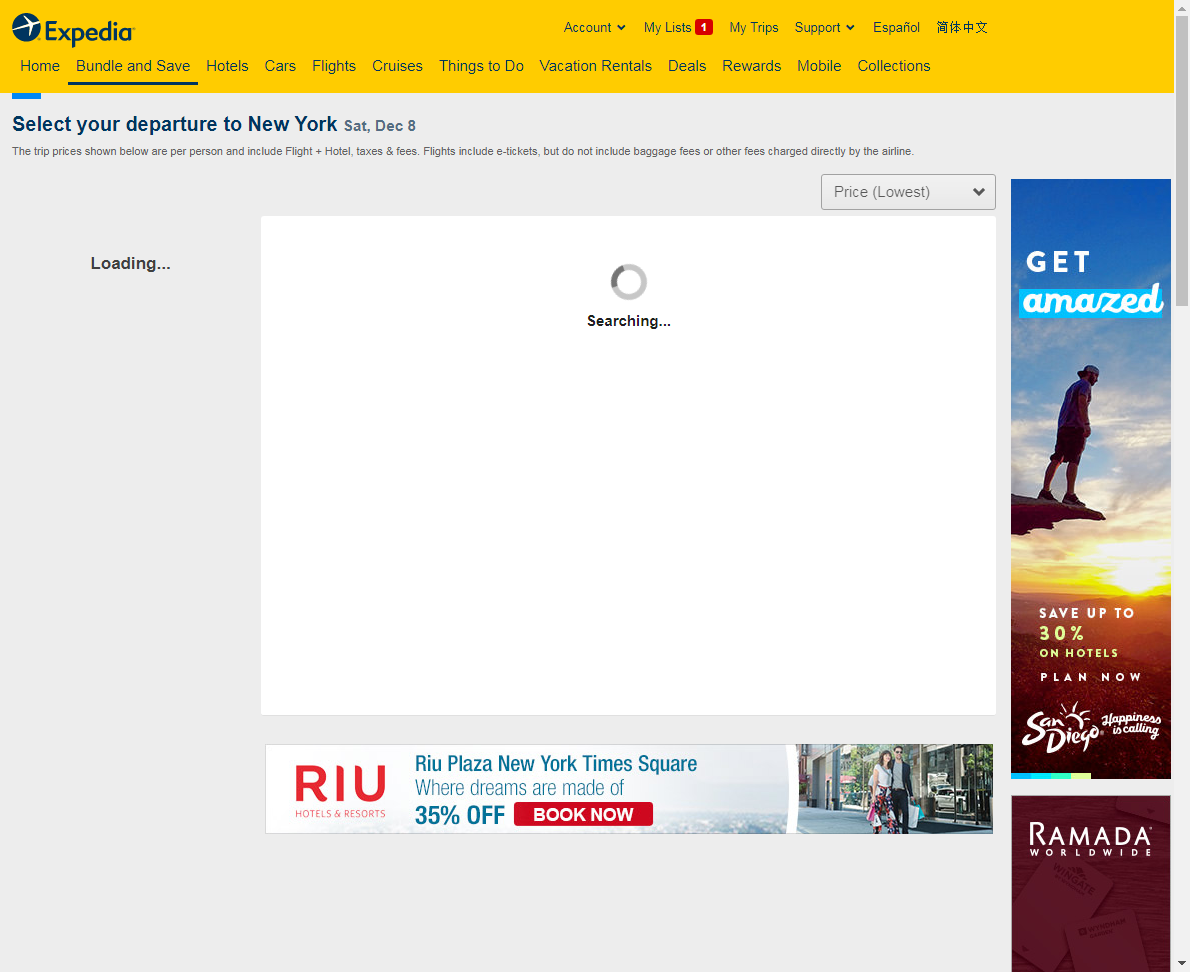 Expedia
Account
My Lists 1
My Trips
Support
Español
简体中文
Home
Bundle and Save
Hotels
Cars
Flights
Cruises
Things to Do
Vacation Rentals
Deals
Rewards
Mobile
Collections
Select your departure to New York Sat, Dec 8
The trip prices shown below are per person and include Flight + Hotel, taxes & fees. Flights include e-tickets, but do not include baggage fees or other fees charged directly by the airline.
Price (Lowest)
Loading...
Searching...
GET
amazed
SAVE UP TO
30%
ON HOTELS
PLAN NOW
San Diego
Happiness
is calling
RIU
HOTELS & RESORTS
Riu Plaza New York Times Square
Where dreams are made of
35% OFF
BOOK NOW
RAMADA
WORLDWIDE
WINGATE
WYNDHAM